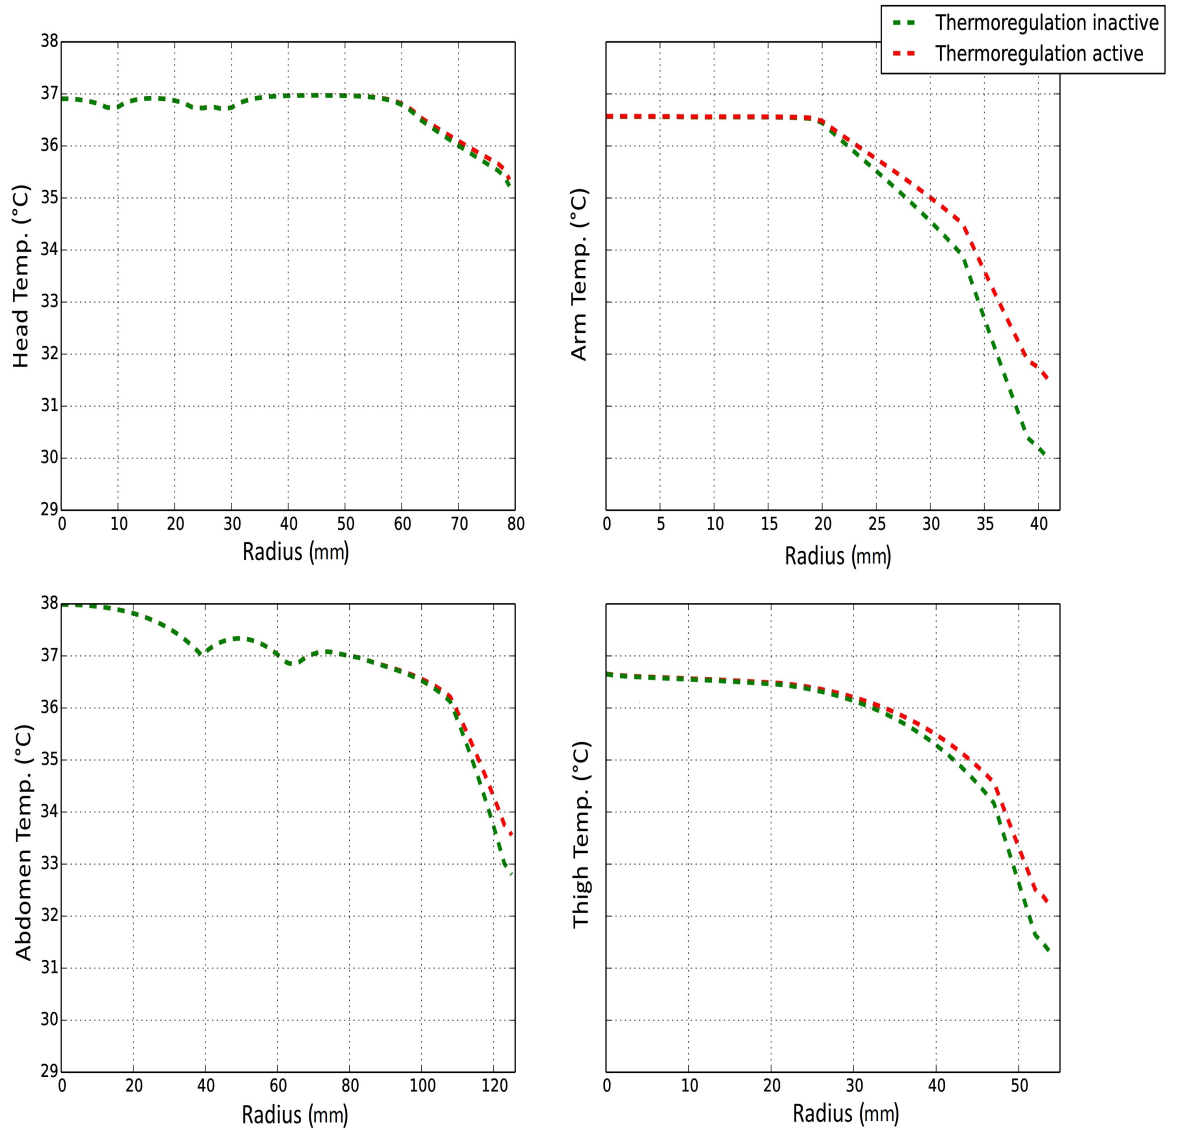 Thermoregulation inactive
Thermoregulation active
38
37
36
35
34
33
32
31
30
29
Head Temp. (°C)
0 10 20 30 40 50 60 70 80
Radius (mm)
Arm Temp. (°C)
0 5 10 15 20 25 30 35 40
Radius (mm)
38
37
36
35
34
33
32
31
30
29
Abdomen Temp. (°C)
0 20 40 60 80 100 120
Radius (mm)
Thigh Temp. (°C)
0 10 20 30 40 50
Radius (mm)